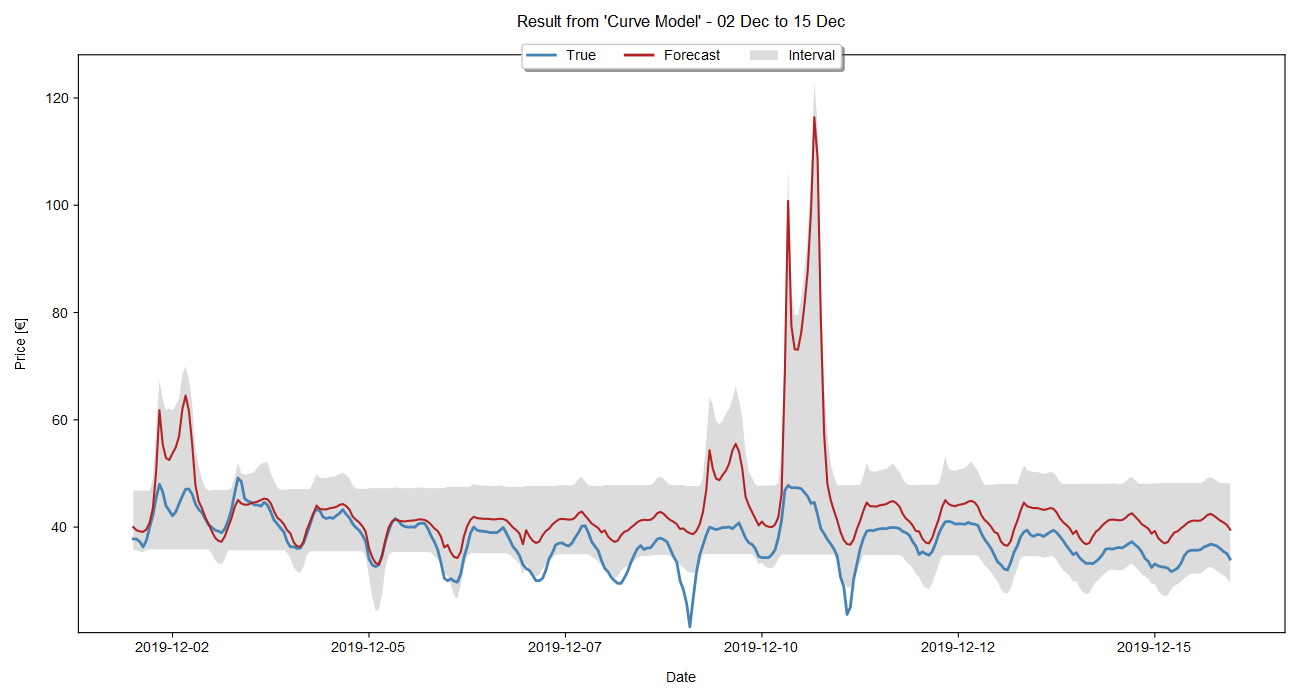 Result from 'Curve Model' - 02 Dec to 15 Dec
True Forecast Interval
120
100
80
60
40
Price [€]
2019-12-02 2019-12-05 2019-12-07 2019-12-10 2019-12-12 2019-12-15
Date